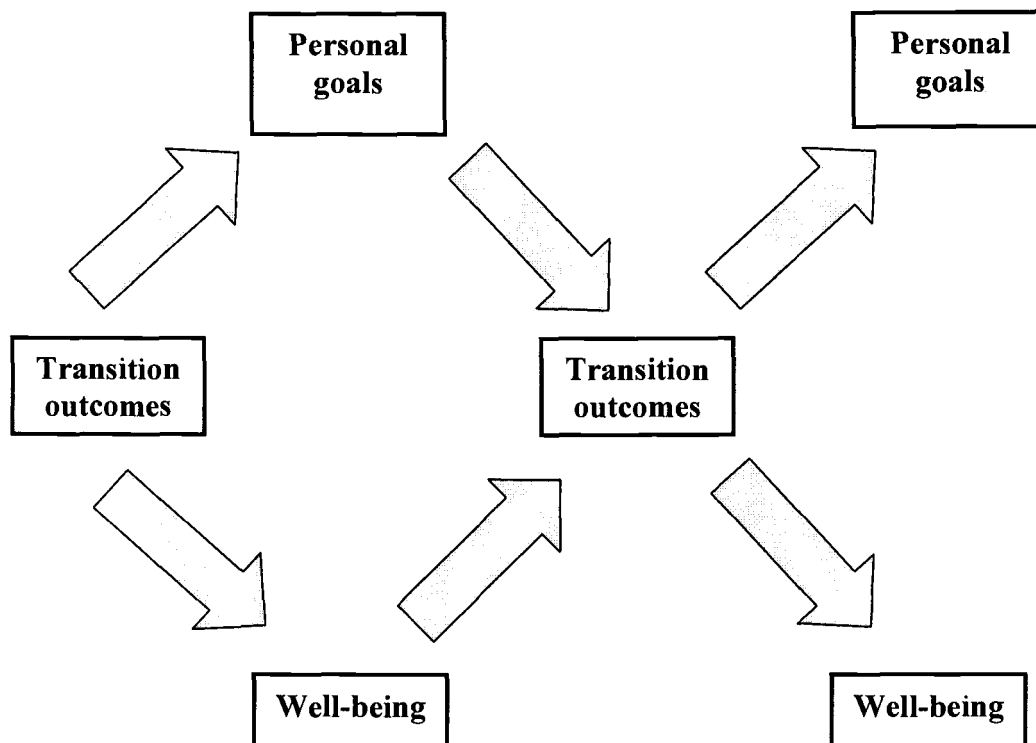 Personal
goals
Personal
goals
Transition
outcomes
Transition
outcomes
Well-being
Well-being